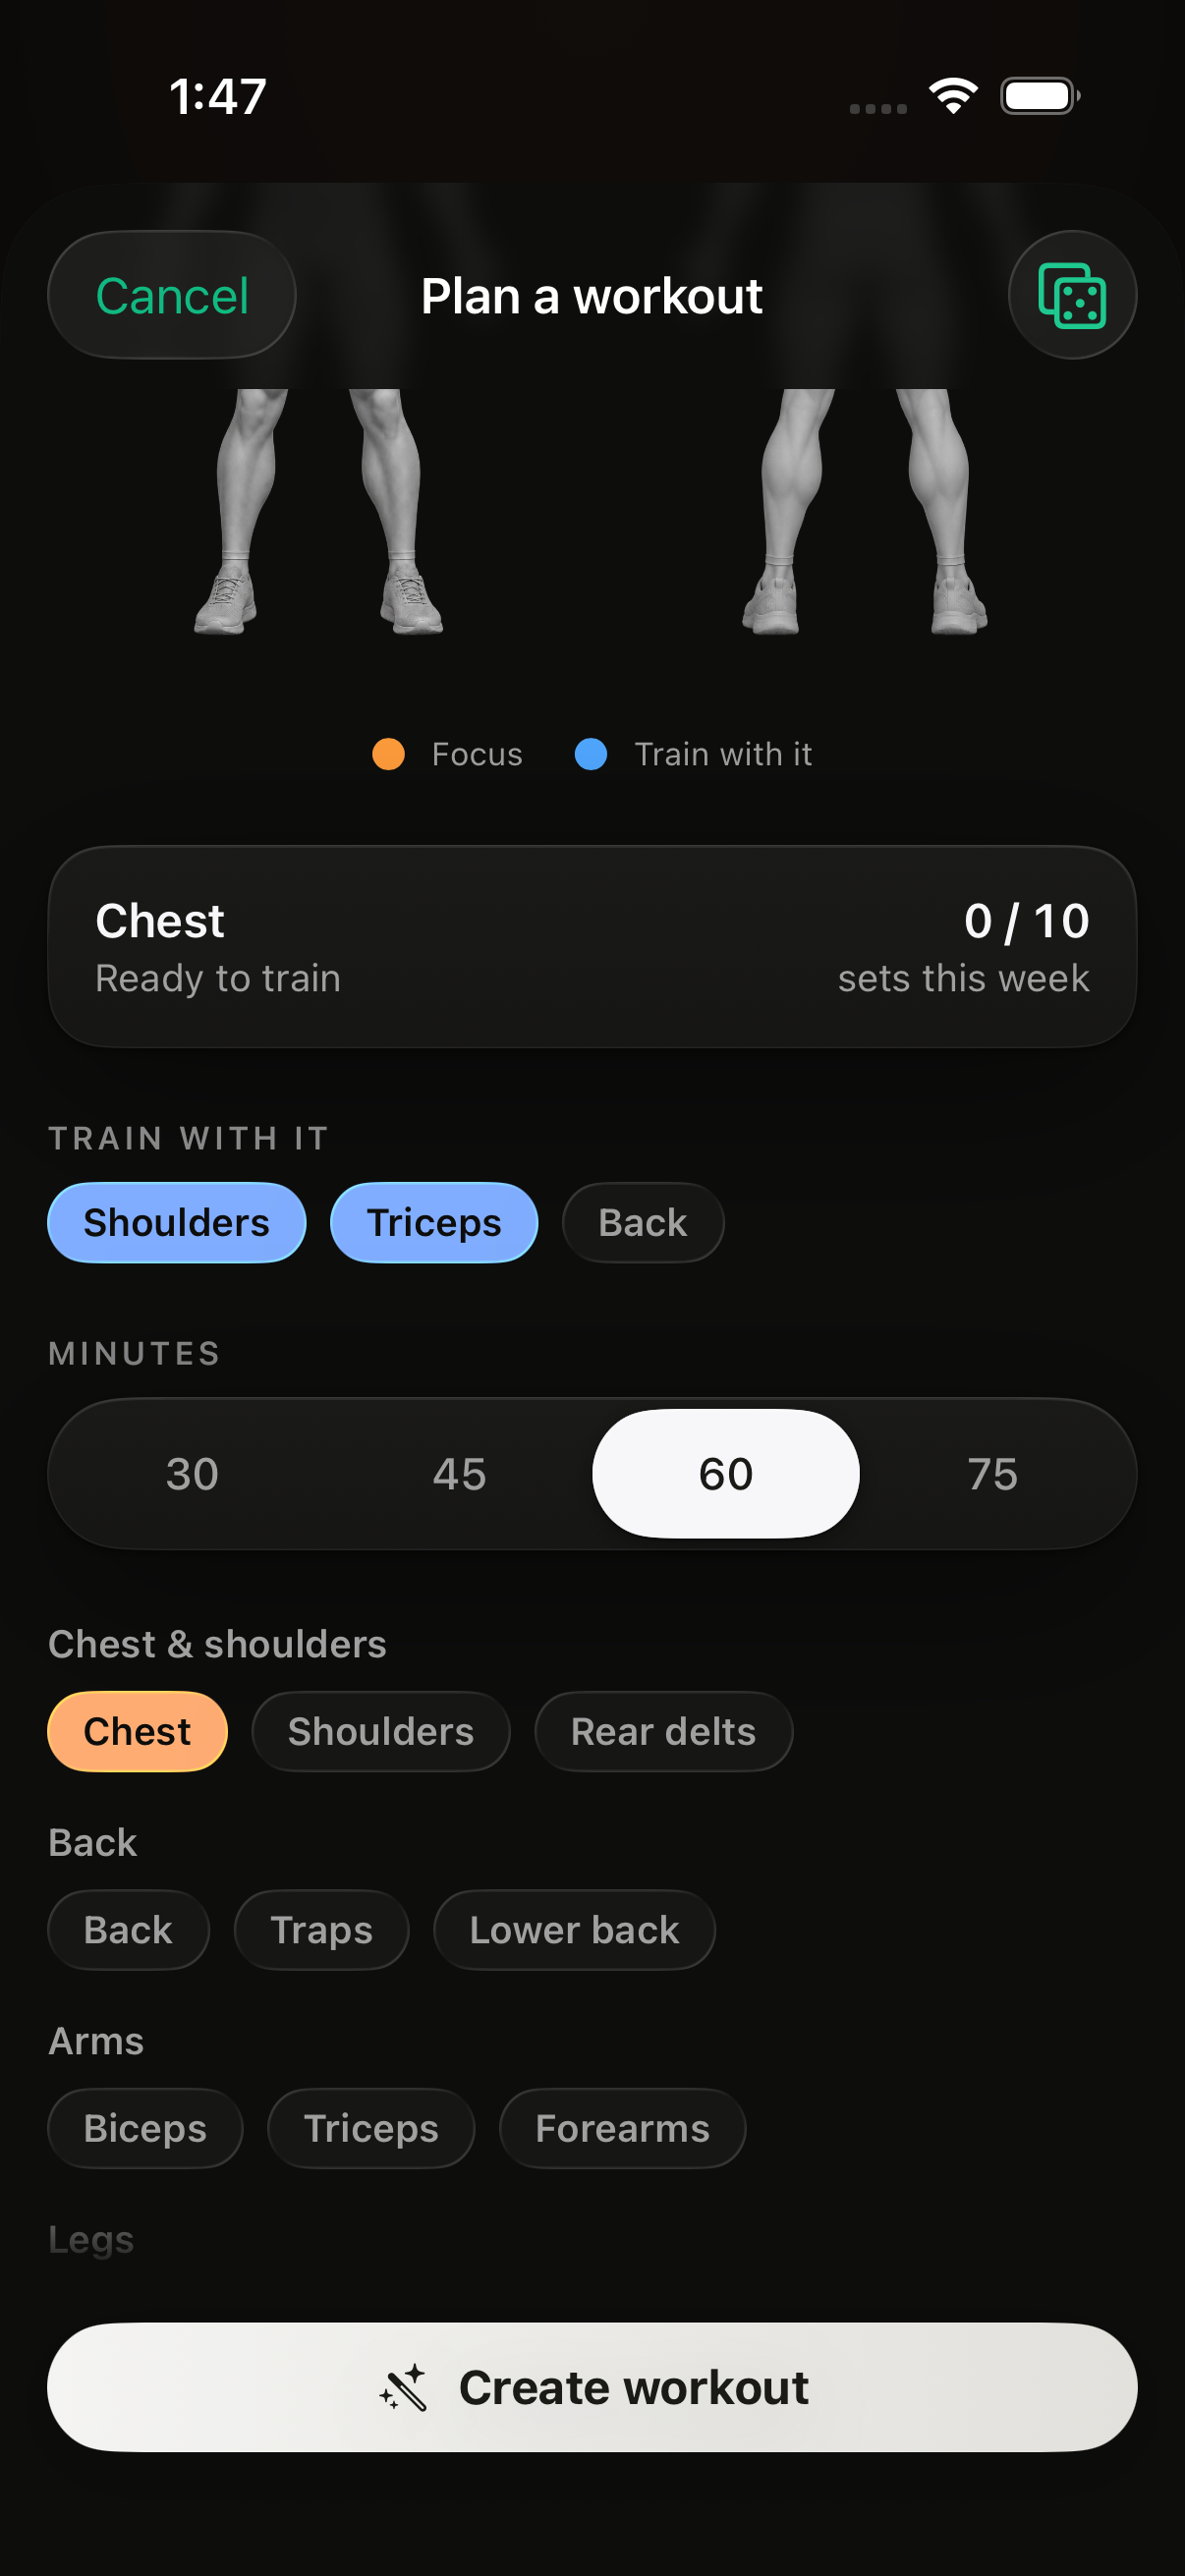 1:47
Cancel
Plan a workout
Focus
Train with it
Chest
0 / 10
Ready to train
sets this week
TRAIN WITH IT
Shoulders
Triceps
Back
MINUTES
30
45
60
75
Chest & shoulders
Chest
Shoulders
Rear delts
Back
Back
Traps
Lower back
Arms
Biceps
Triceps
Forearms
Legs
Create workout